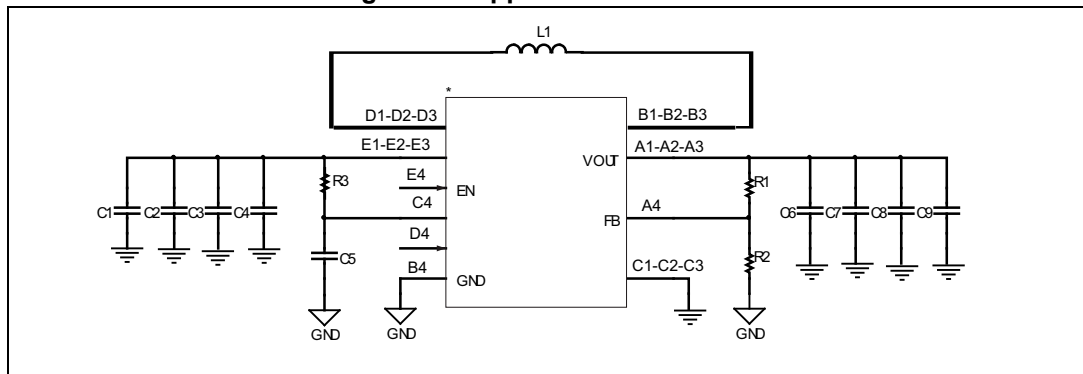 L1
*
D1-D2-D3
B1-B2-B3
E1-E2-E3
VOUT
A1-A2-A3
E4
EN
R3
R1
C4
A4
FB
C1
C2
C3
C4
C6
C7
C8
C9
D4
C5
R2
B4
GND
C1-C2-C3
GND
GND
GND